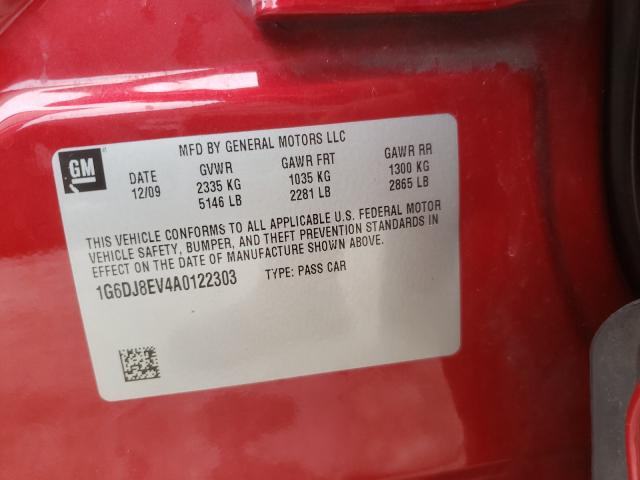 MFD BY GENERAL MOTORS LLC
GM
DATE GVWR GAWR FRT GAWR RR
12/09 2335 KG 1035 KG 1300 KG
5146 LB 2281 LB 2865 LB
THIS VEHICLE CONFORMS TO ALL APPLICABLE U.S. FEDERAL MOTOR
VEHICLE SAFETY, BUMPER, AND THEFT PREVENTION STANDARDS IN
EFFECT ON THE DATE OF MANUFACTURE SHOWN ABOVE.
1G6DJ8EV4A0122303 TYPE: PASS CAR